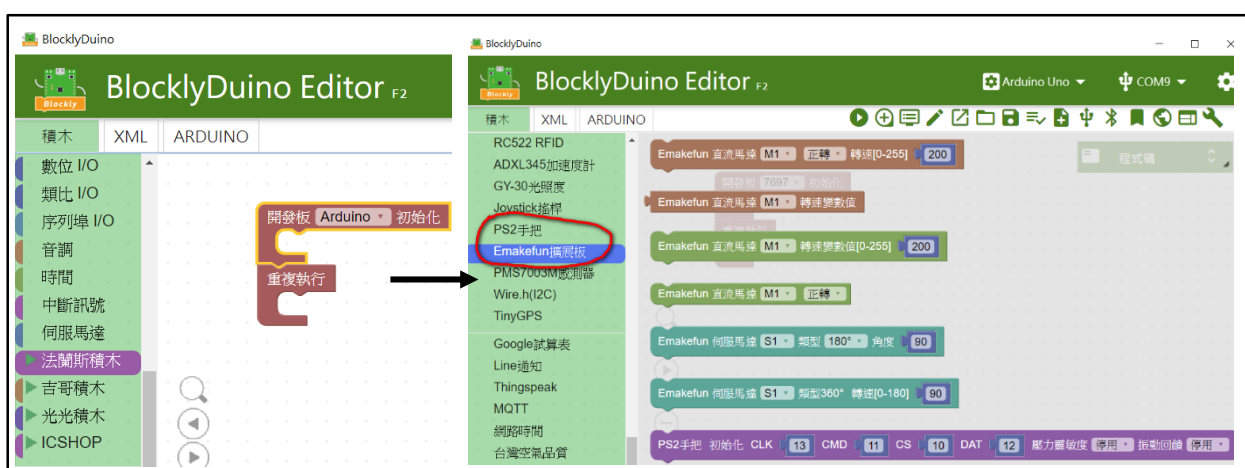 BlocklyDuino
Blockly
BlocklyDuino Editor F2
積木 XML ARDUINO
數位 I/O
類比 I/O
序列埠 I/O
音調
時間
中斷訊號
伺服馬達
法蘭斯積木
吉哥積木
光光積木
ICSHOP
開發板 Arduino 初始化
重複執行
BlocklyDuino
Blockly
BlocklyDuino Editor F2
Arduino Uno
COM9
積木 XML ARDUINO
RC522 RFID
ADXL345加速度計
GY-30光照度
Joystick搖桿
PS2手把
Emakefun擴展板
PMS7003M感測器
Wire.h(I2C)
TinyGPS
Google試算表
Line通知
Thingspeak
MQTT
網路時間
台灣空氣品質
Emakefun 直流馬達 M1 正轉 轉速[0-255] 200
開發板 7697 初始化
Emakefun 直流馬達 M1 轉速變數值
重複執行
Emakefun 直流馬達 M1 轉速變數值[0-255] 200
Emakefun 直流馬達 M1 正轉
Emakefun 伺服馬達 S1 類型 180° 角度 90
Emakefun 伺服馬達 S1 類型360° 轉速[0-180] 90
PS2手把 初始化 CLK 13 CMD 11 CS 10 DAT 12 壓力靈敏度 停用 振動回饋 停用
程式碼